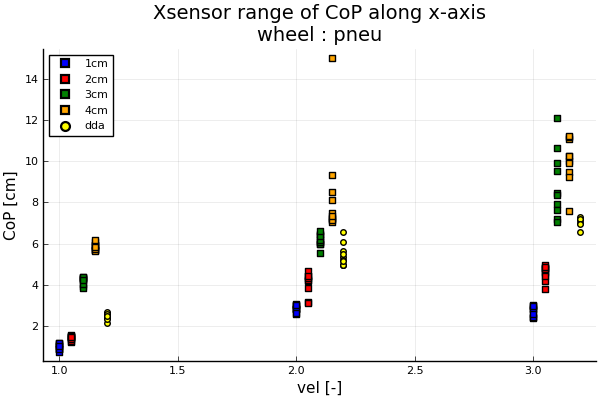 Xsensor range of CoP along x-axis
wheel : pneu
CoP [cm]
14
12
10
8
6
4
2
1cm
2cm
3cm
4cm
dda
1.0
1.5
2.0
2.5
3.0
vel [-]